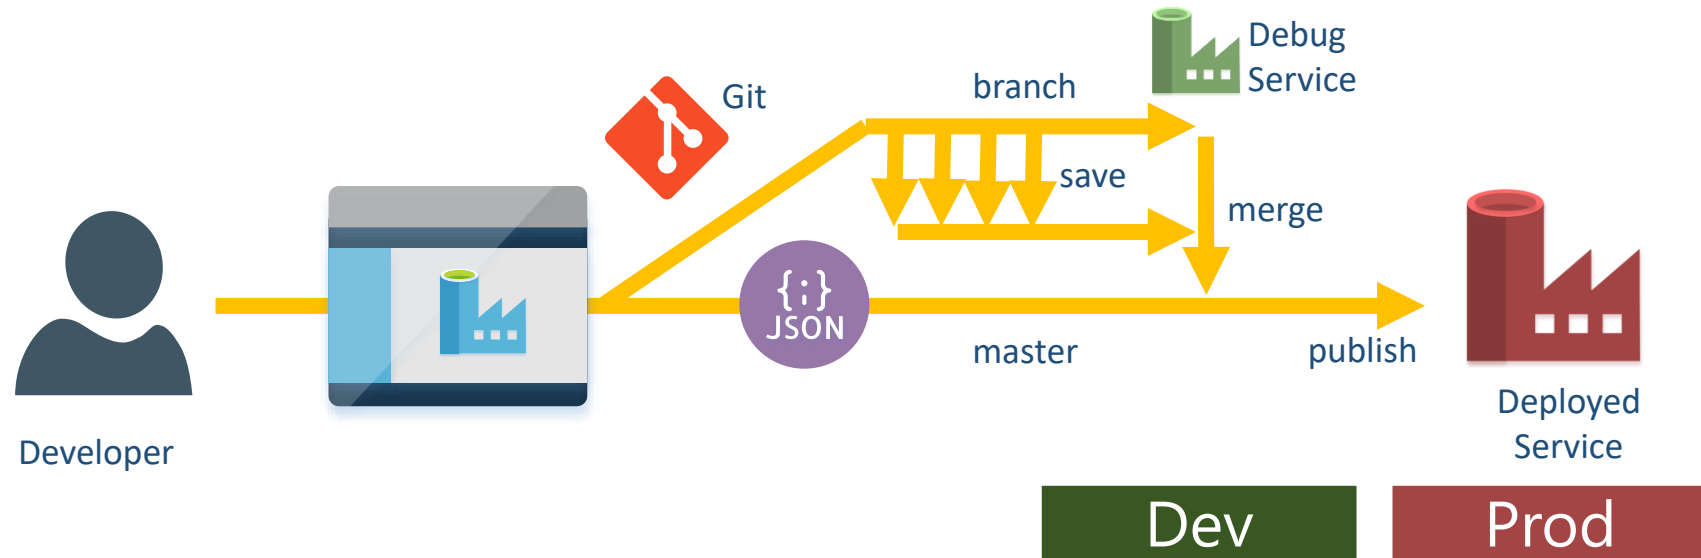 Debug
Service
Git
branch
save
merge
{;}
JSON
master
publish
Developer
Deployed
Service
Dev
Prod